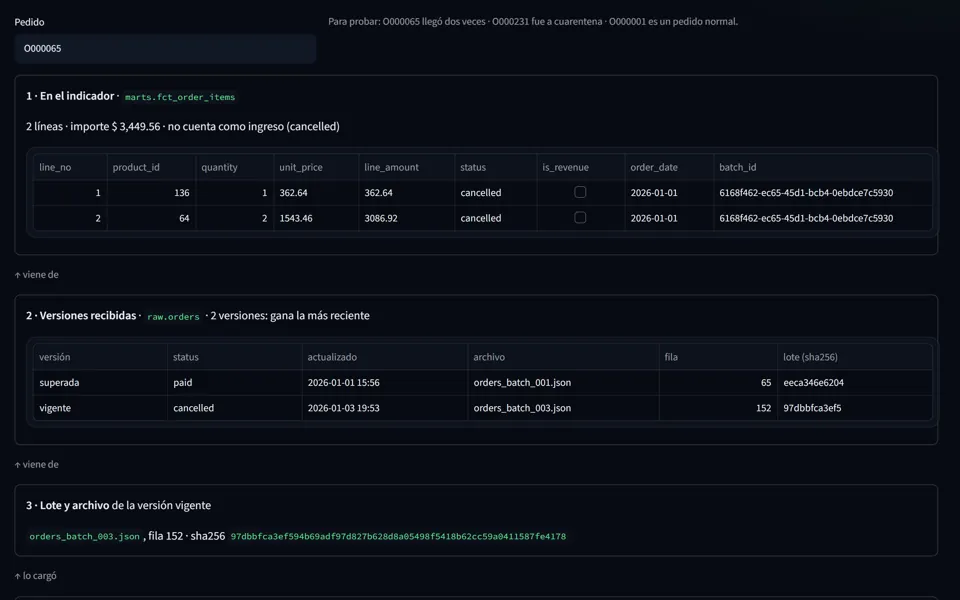 Pedido
Para probar: O000065 llegó dos veces · O000231 fue a cuarentena · O000001 es un pedido normal.
O000065
1 · En el indicador · marts.fct_order_items
2 líneas · importe $ 3,449.56 · no cuenta como ingreso (cancelled)
line_no product_id quantity unit_price line_amount status is_revenue order_date batch_id
1 136 1 362.64 362.64 cancelled 2026-01-01 6168f462-ec65-45d1-bcb4-0ebdce7c5930
2 64 2 1543.46 3086.92 cancelled 2026-01-01 6168f462-ec65-45d1-bcb4-0ebdce7c5930
↑ viene de
2 · Versiones recibidas · raw.orders · 2 versiones: gana la más reciente
versión status actualizado archivo fila lote (sha256)
superada paid 2026-01-01 15:56 orders_batch_001.json 65 eeca346e6204
vigente cancelled 2026-01-03 19:53 orders_batch_003.json 152 97dbbfca3ef5
↑ viene de
3 · Lote y archivo de la versión vigente
orders_batch_003.json , fila 152 · sha256 97dbbfca3ef594b69adf97d827b628d8a05498f5418b62cc59a0411587fe4178
↑ lo cargó